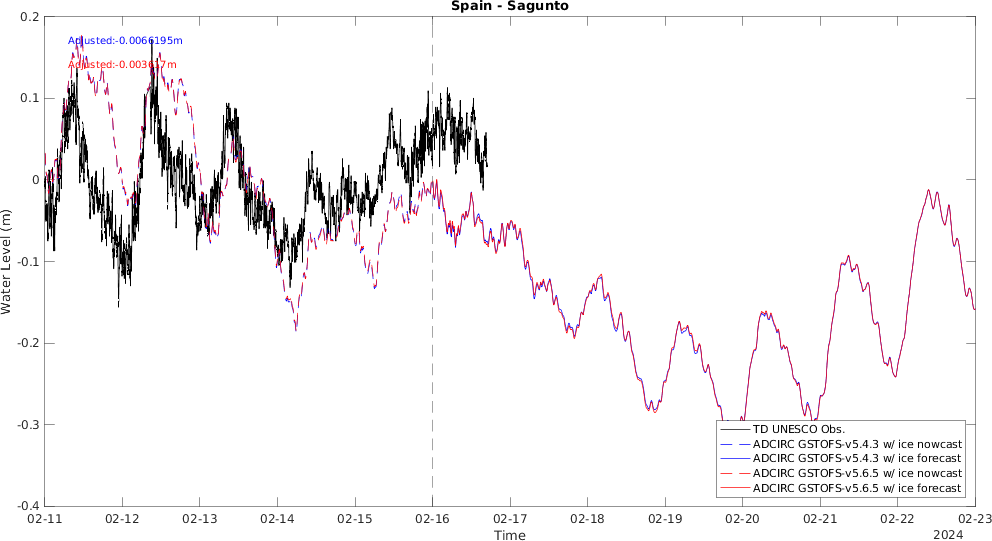 Spain - Sagunto
0.2
0.1
0
-0.1
-0.2
-0.3
-0.4
Water Level (m)
Adjusted:-0.0066195m
TD UNESCO Obs.
ADCIRC GSTOFS-v5.4.3 w/ ice nowcast
ADCIRC GSTOFS-v5.4.3 w/ ice forecast
ADCIRC GSTOFS-v5.6.5 w/ ice nowcast
ADCIRC GSTOFS-v5.6.5 w/ ice forecast
02-11 02-12 02-13 02-14 02-15 02-16 02-17 02-18 02-19 02-20 02-21 02-22 02-23
Time
2024